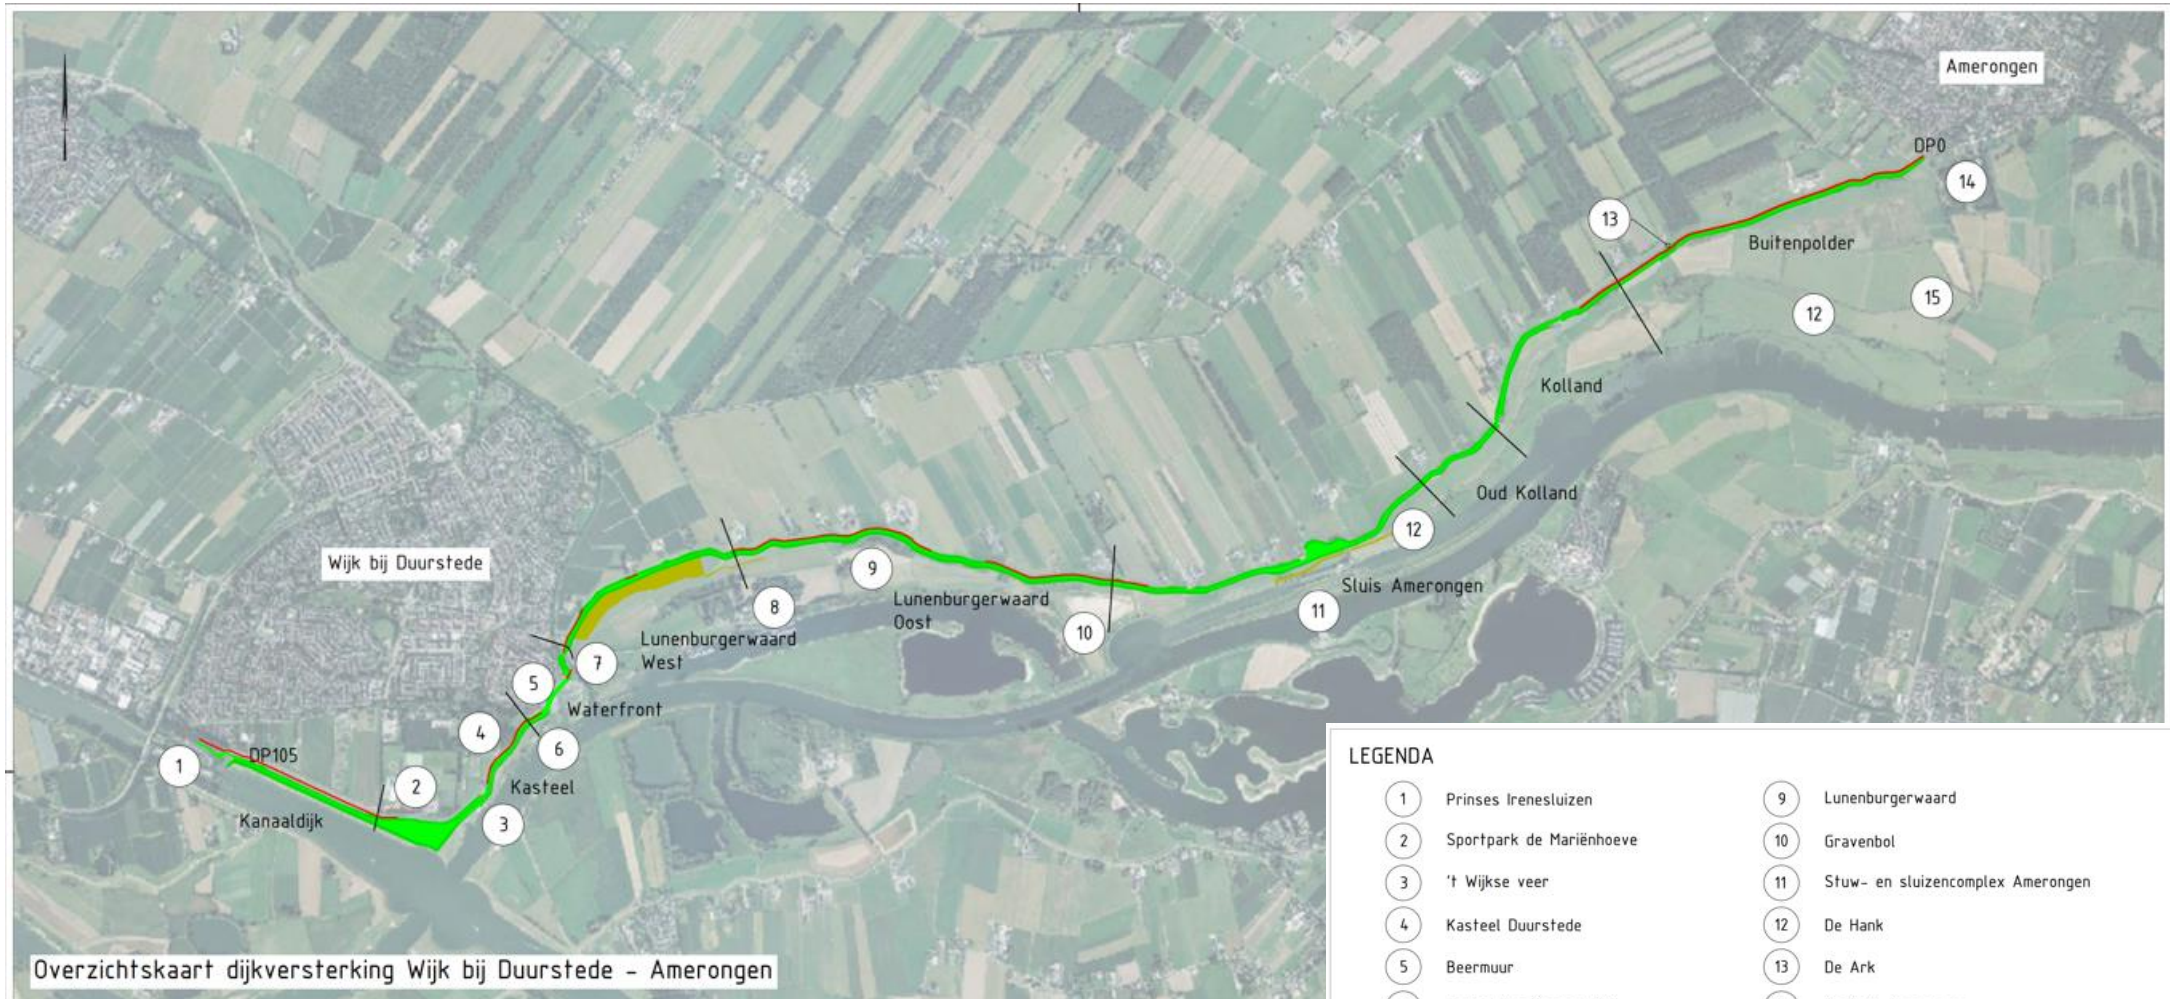 Amerongen
DP0
14
13
Buitenpolder
15
12
Kolland
Oud Kolland
12
Wijk bij Duurstede
9
Sluis Amerongen
Lunenburgerwaard
Oost
8
11
10
Lunenburgerwaard
West
7
5
Waterfront
4
6
DP105
1
2
Kasteel
Kanaaldijk
3
Overzichtskaart dijkversterking Wijk bij Duurstede - Amerongen
LEGENDA
1 Prinses Irenesluizen
2 Sportpark de Mariënhoeve
3 't Wijkse veer
4 Kasteel Duurstede
5 Beermuur
9 Lunenburgerwaard
10 Gravenbol
11 Stuw- en sluizencomplex Amerongen
12 De Hank
13 De Ark